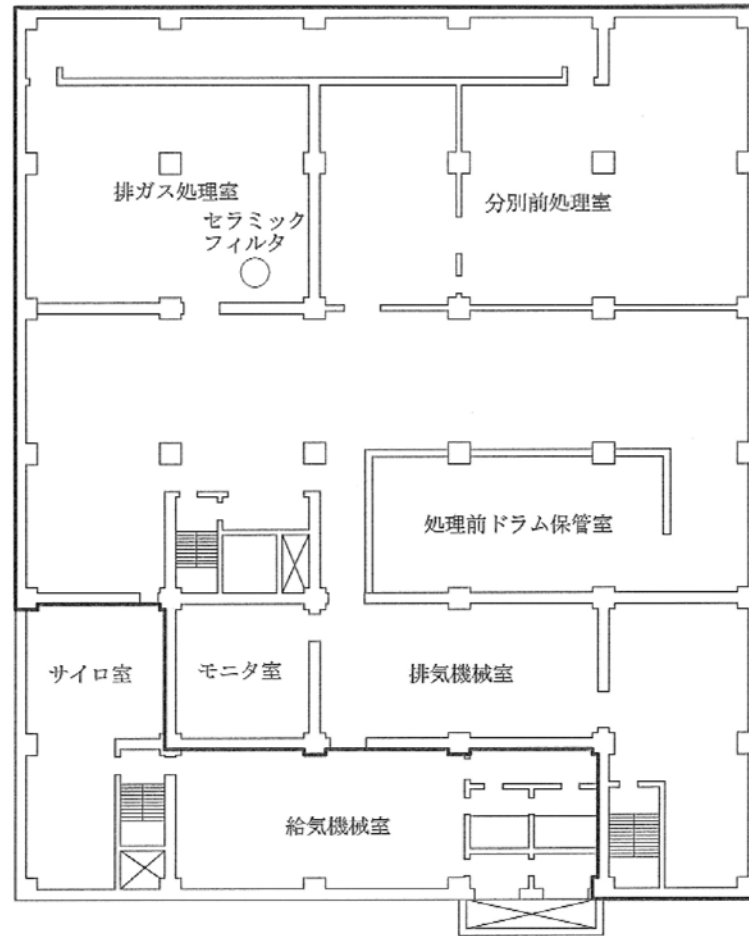 排ガス処理室
セラミック
フィルタ
分別前処理室
処理前ドラム保管室
サイロ室
モニタ室
排気機械室
給気機械室